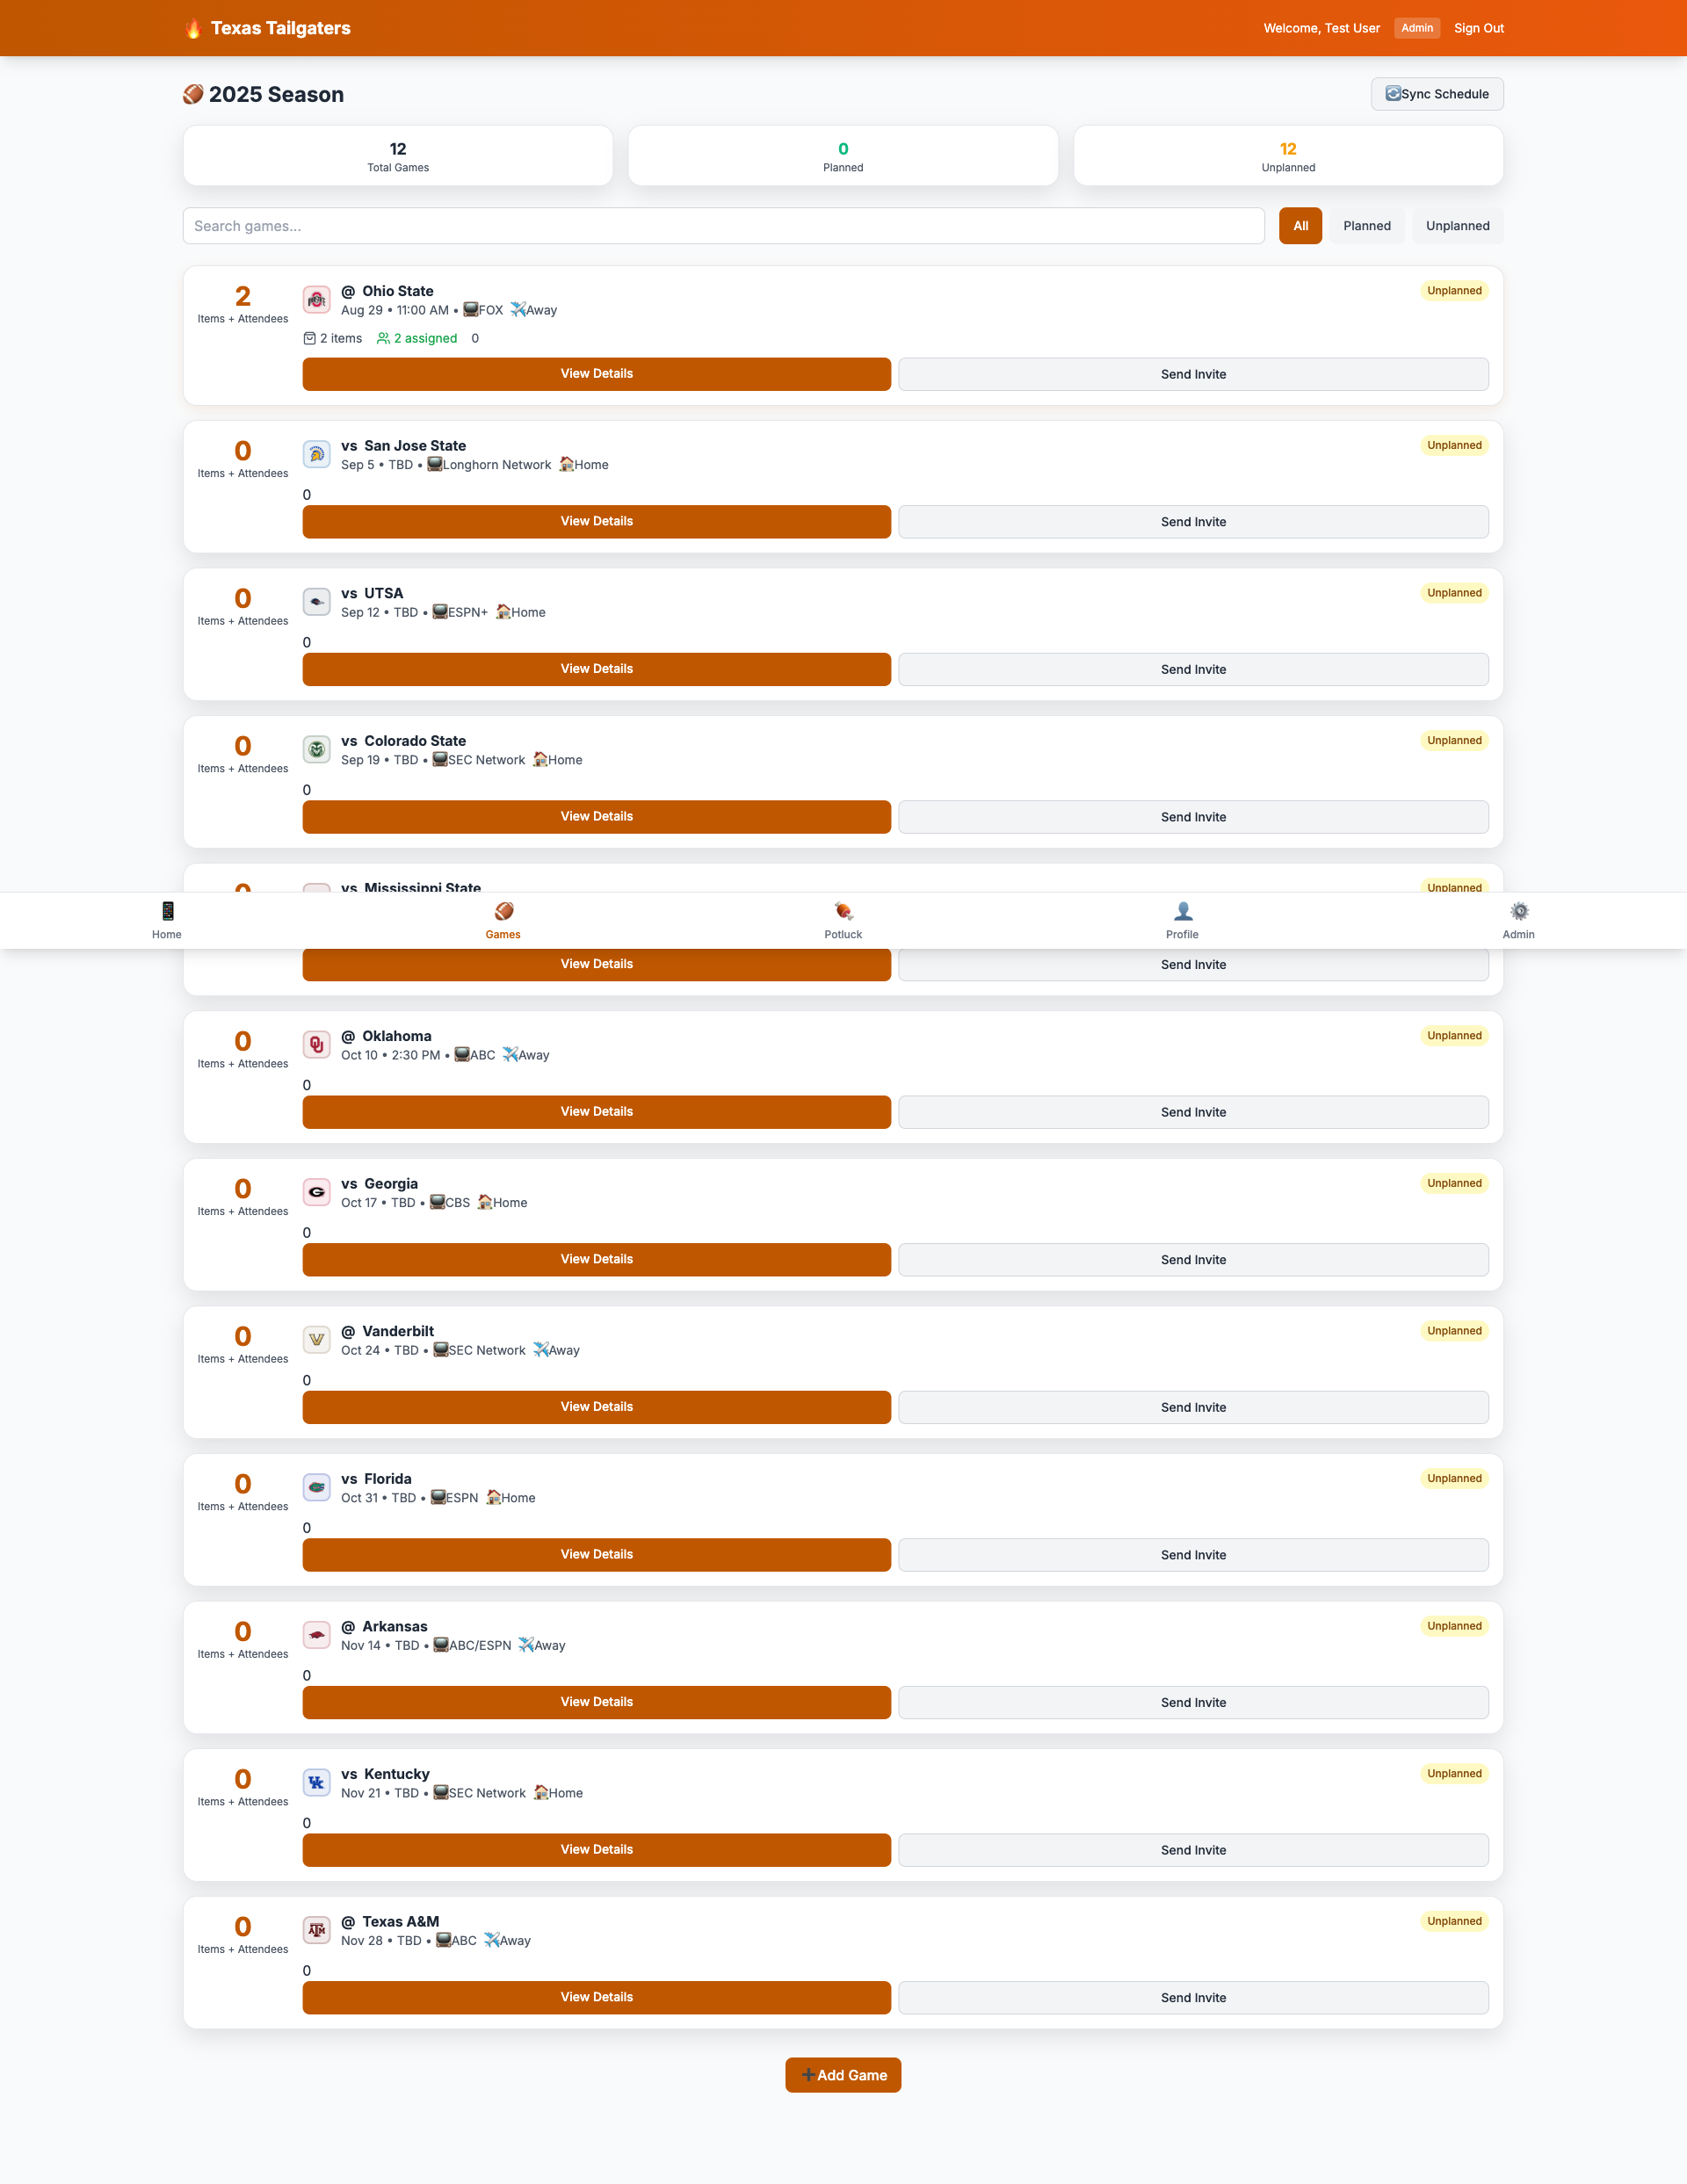 Texas Tailgaters
Welcome, Test User Admin Sign Out
2025 Season
Sync Schedule
12
Total Games
0
Planned
12
Unplanned
Search games...
All Planned Unplanned
2
Items + Attendees
@ Ohio State
Unplanned
Aug 29 • 11:00 AM • FOX Away
2 items 2 assigned 0
View Details Send Invite
0
Items + Attendees
vs San Jose State
Unplanned
Sep 5 • TBD • Longhorn Network Home
0
View Details Send Invite
0
Items + Attendees
vs UTSA
Unplanned
Sep 12 • TBD • ESPN+ Home
0
View Details Send Invite
0
Items + Attendees
vs Colorado State
Unplanned
Sep 19 • TBD • SEC Network Home
0
View Details Send Invite
0
vs Mississippi State
Unplanned
Home Games Potluck Profile Admin
View Details Send Invite
0
Items + Attendees
@ Oklahoma
Unplanned
Oct 10 • 2:30 PM • ABC Away
0
View Details Send Invite
0
Items + Attendees
vs Georgia
Unplanned
Oct 17 • TBD • CBS Home
0
View Details Send Invite
0
Items + Attendees
@ Vanderbilt
Unplanned
Oct 24 • TBD • SEC Network Away
0
View Details Send Invite
0
Items + Attendees
vs Florida
Unplanned
Oct 31 • TBD • ESPN Home
0
View Details Send Invite
0
Items + Attendees
@ Arkansas
Unplanned
Nov 14 • TBD • ABC/ESPN Away
0
View Details Send Invite
0
Items + Attendees
vs Kentucky
Unplanned
Nov 21 • TBD • SEC Network Home
0
View Details Send Invite
0
Items + Attendees
@ Texas A&M
Unplanned
Nov 28 • TBD • ABC Away
0
View Details Send Invite
Add Game